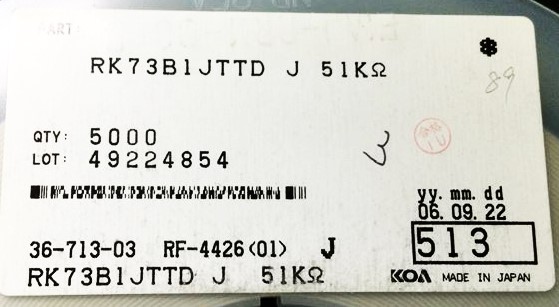 PART:
RK73B1JTTD J 51KΩ
89
QTY: 5000
LOT: 49224854
yy. mm. dd
06. 09. 22
36-713-03 RF-4426(01) J
513
RK73B1JTTD J 51KΩ
KOA MADE IN JAPAN